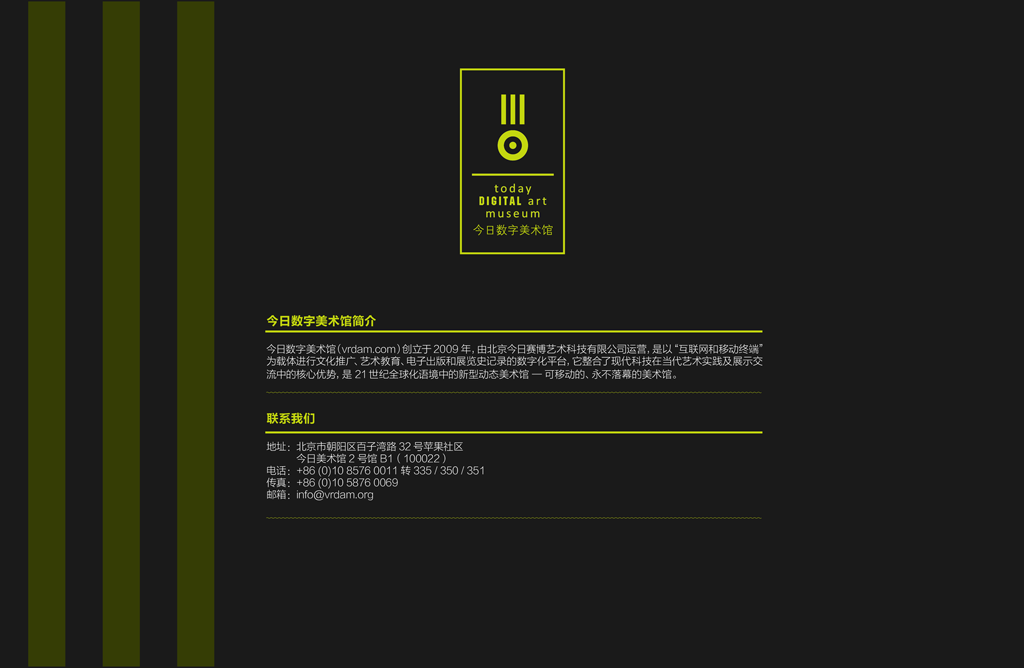 today
DIGITAL art
museum
今日数字美术馆
今日数字美术馆简介
今日数字美术馆(vrdam.com)创立于2009年,由北京今日赛博艺术科技有限公司运营,是以“互联网和移动终端”
为载体进行文化推广、艺术教育、电子出版和展览史记录的数字化平台,它整合了现代科技在当代艺术实践及展示交
流中的核心优势,是 21世纪全球化语境中的新型动态美术馆 — 可移动的、永不落幕的美术馆。
联系我们
地址: 北京市朝阳区百子湾路 32 号苹果社区
今日美术馆 2 号馆 B1 ( 100022 )
电话: +86 (0)10 8576 0011 转 335 / 350 / 351
传真: +86 (0)10 5876 0069
邮箱: info@vrdam.org